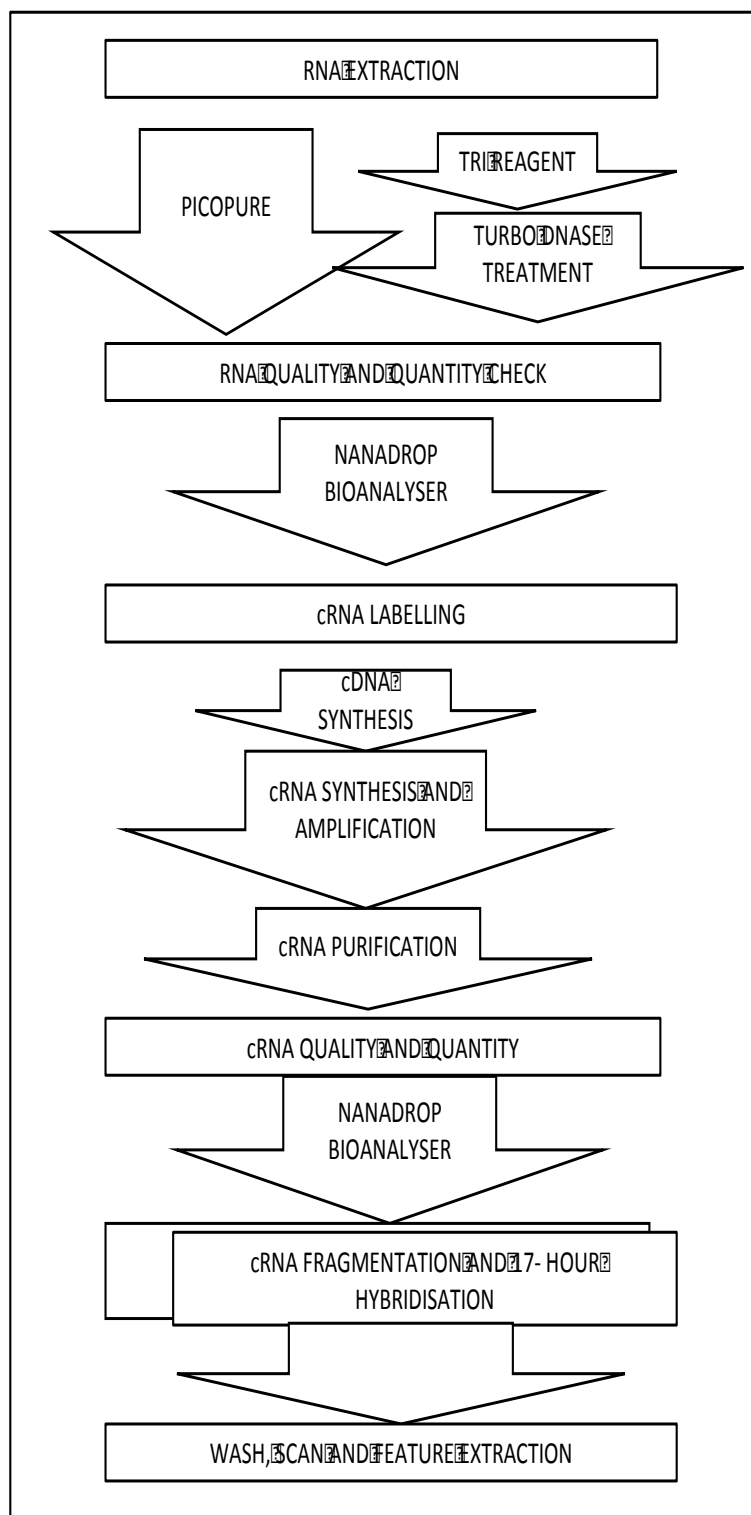 RNA EXTRACTION
PICOPURE
TRI REAGENT
TURBO DNASE
TREATMENT
RNA QUALITY AND QUANTITY CHECK
NANADROP
BIOANALYSER
cRNA LABELLING
cDNA
SYNTHESIS
cRNA SYNTHESIS AND
AMPLIFICATION
cRNA PURIFICATION
cRNA QUALITY AND QUANTITY
NANADROP
BIOANALYSER
cRNA FRAGMENTATION AND 17- HOUR
HYBRIDISATION
WASH, SCAN AND FEATURE EXTRACTION